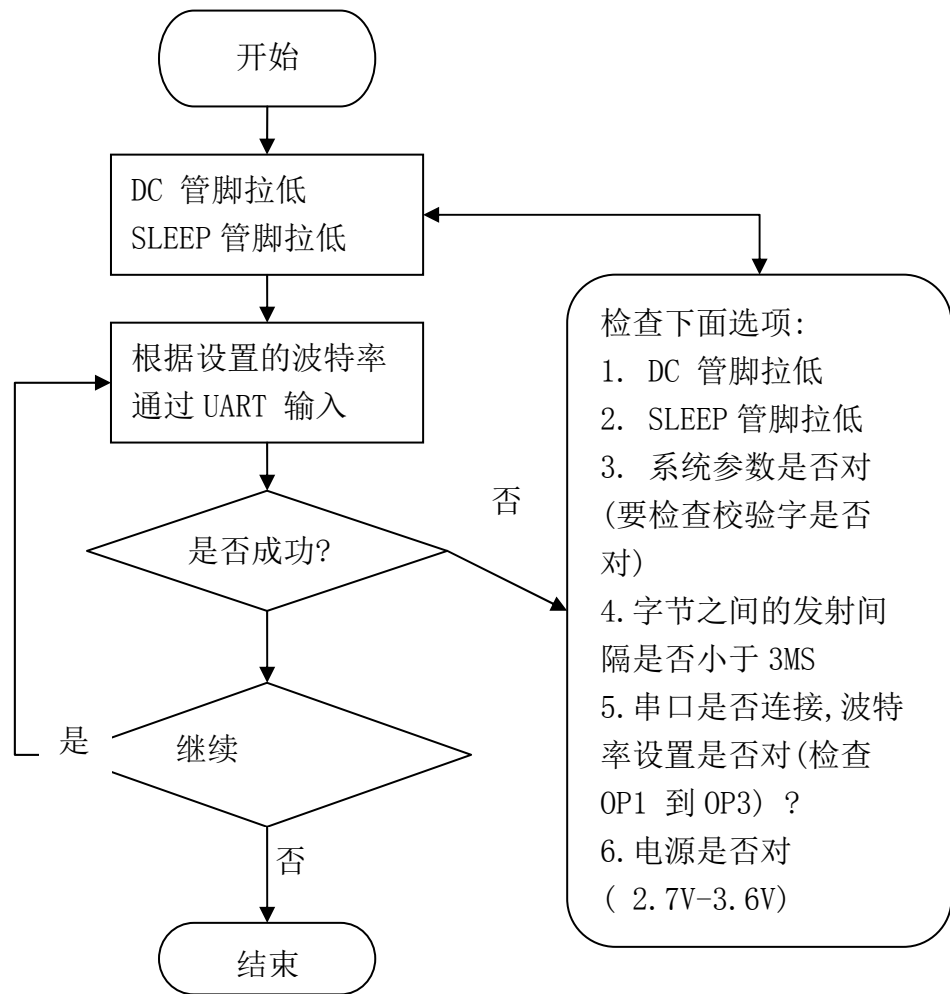 开始
DC 管脚拉低
SLEEP 管脚拉低
根据设置的波特率
通过 UART 输入
是否成功?
否
是
继续
否
结束
检查下面选项:
1. DC 管脚拉低
2. SLEEP 管脚拉低
3. 系统参数是否对
(要检查校验字是否
对)
4.字节之间的发射间
隔是否小于 3MS
5.串口是否连接,波特
率设置是否对(检查
OP1 到 OP3) ?
6.电源是否对
( 2.7V-3.6V)